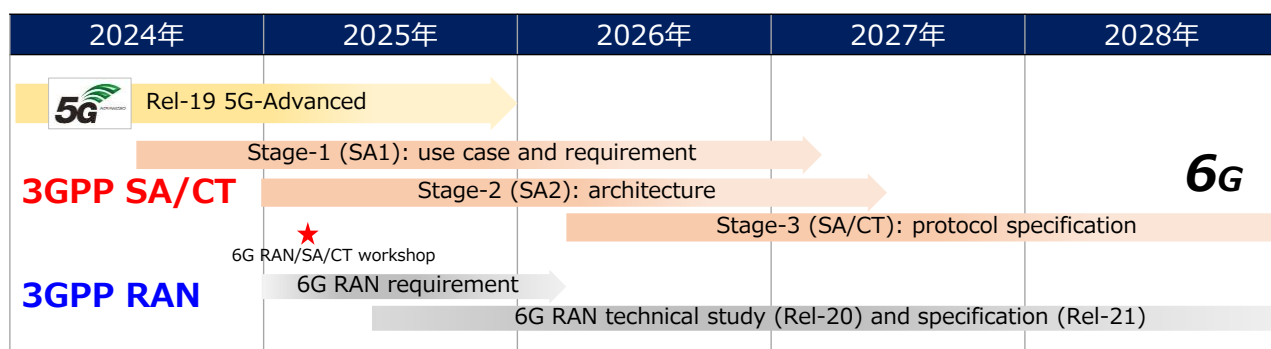 2024年 2025年 2026年 2027年 2028年
5G ADVANCED Rel-19 5G-Advanced
Stage-1 (SA1): use case and requirement
3GPP SA/CT
6G
Stage-2 (SA2): architecture
Stage-3 (SA/CT): protocol specification
6G RAN/SA/CT workshop
3GPP RAN
6G RAN requirement
6G RAN technical study (Rel-20) and specification (Rel-21)